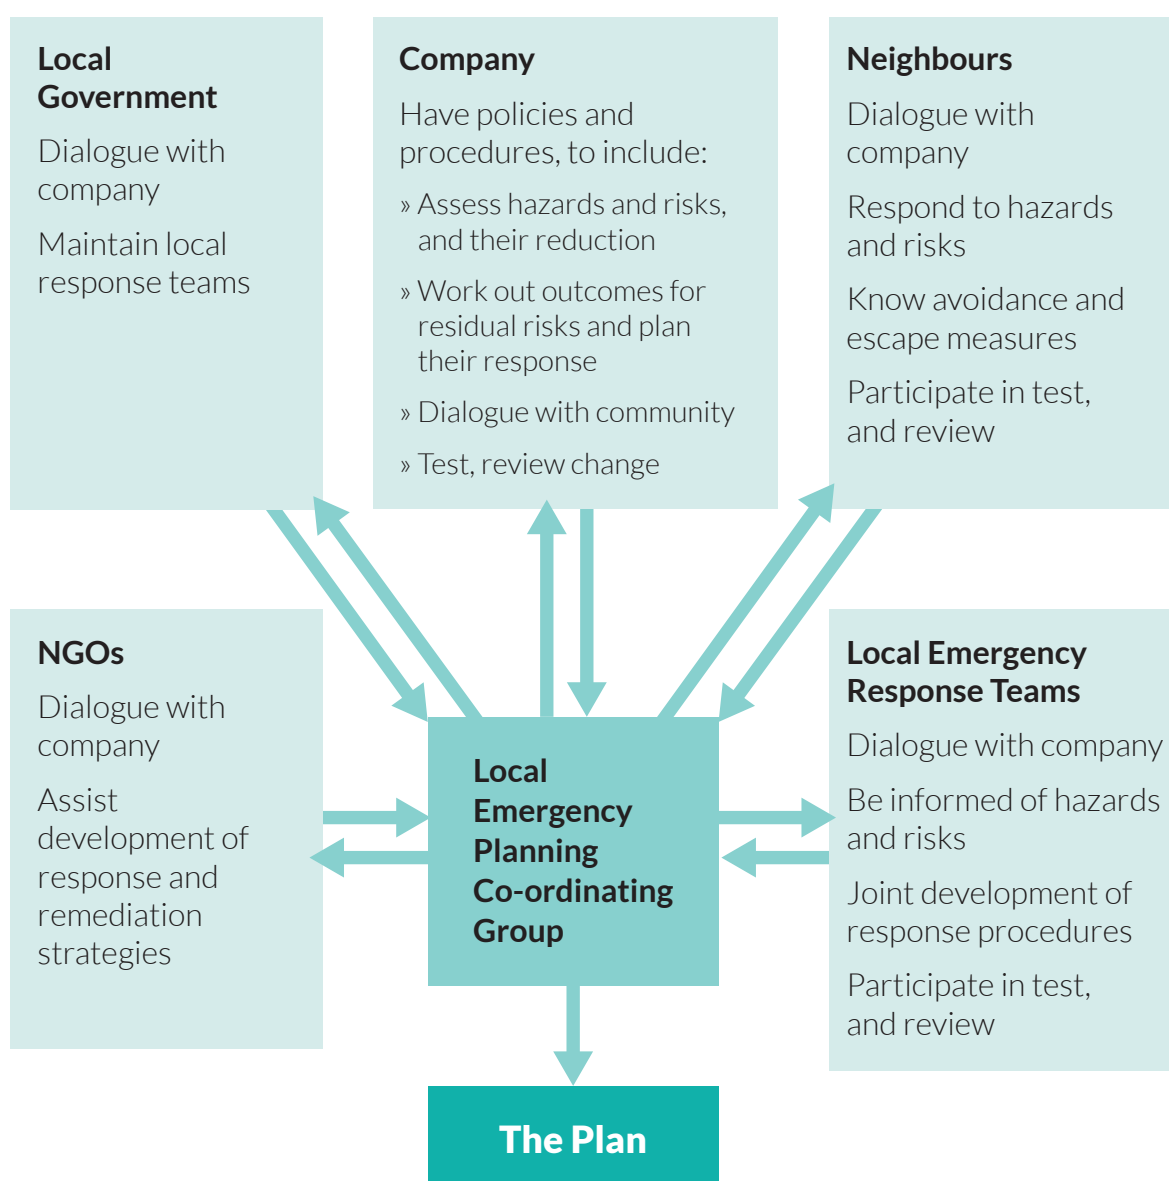 Local
Government
Dialogue with
company
Maintain local
response teams
Company
Have policies and
procedures, to include:
» Assess hazards and risks,
and their reduction
» Work out outcomes for
residual risks and plan
their response
» Dialogue with community
» Test, review change
Neighbours
Dialogue with
company
Respond to hazards
and risks
Know avoidance and
escape measures
Participate in test,
and review
NGOs
Dialogue with
company
Assist
development of
response and
remediation
strategies
Local
Emergency
Planning
Co-ordinating
Group
Local Emergency
Response Teams
Dialogue with company
Be informed of hazards
and risks
Joint development of
response procedures
Participate in test,
and review
The Plan